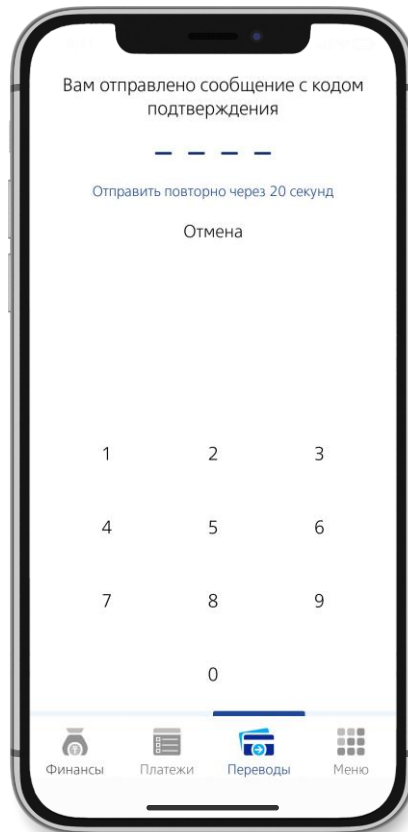 Вам отправлено сообщение с кодом
подтверждения
Отправить повторно через 20 секунд
Отмена
1 2 3
4 5 6
7 8 9
0
Финансы Платежи Переводы Меню